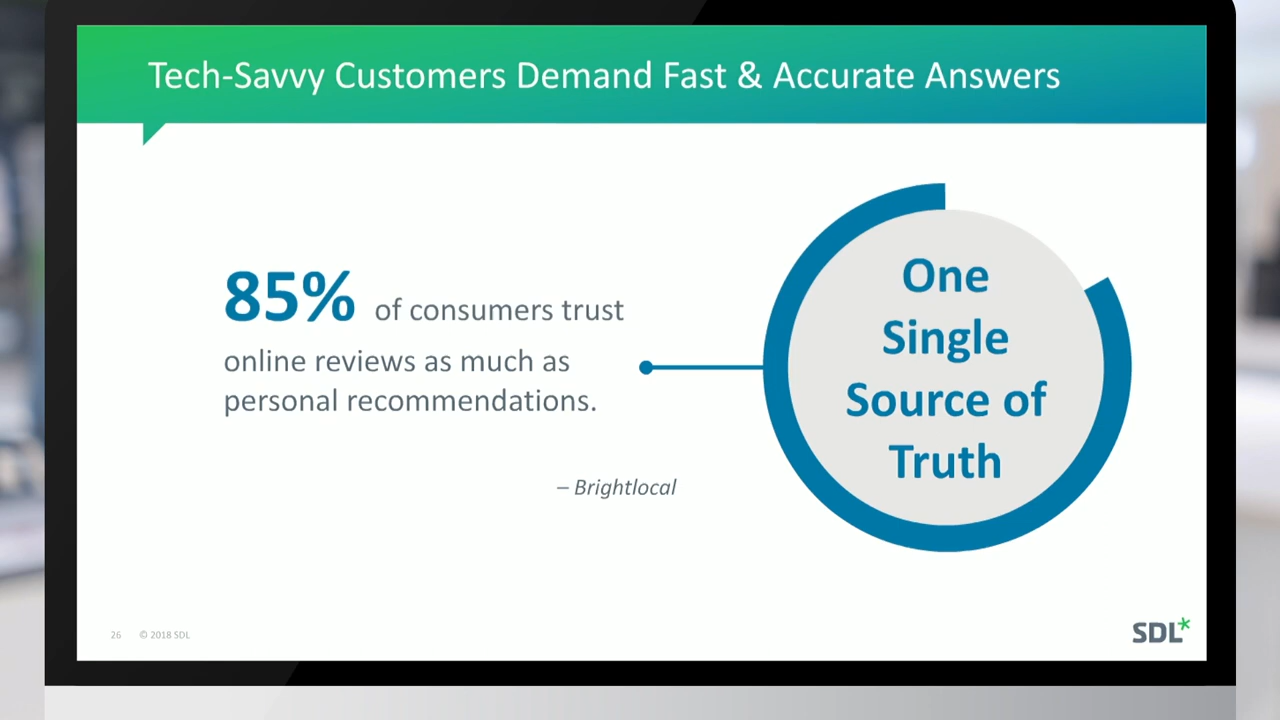 Tech-Savvy Customers Demand Fast & Accurate Answers
85% of consumers trust
online reviews as much as
personal recommendations.
– Brightlocal
One
Single
Source of
Truth
26 © 2018 SDL
SDL*